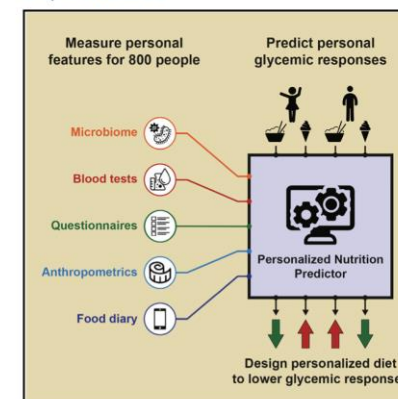 Measure personal
features for 800 people
Microbiome
Blood tests
Questionnaires
Anthropometrics
Food diary
Predict personal
glycemic responses
Personalized Nutrition
Predictor
Design personalized diet
to lower glycemic response